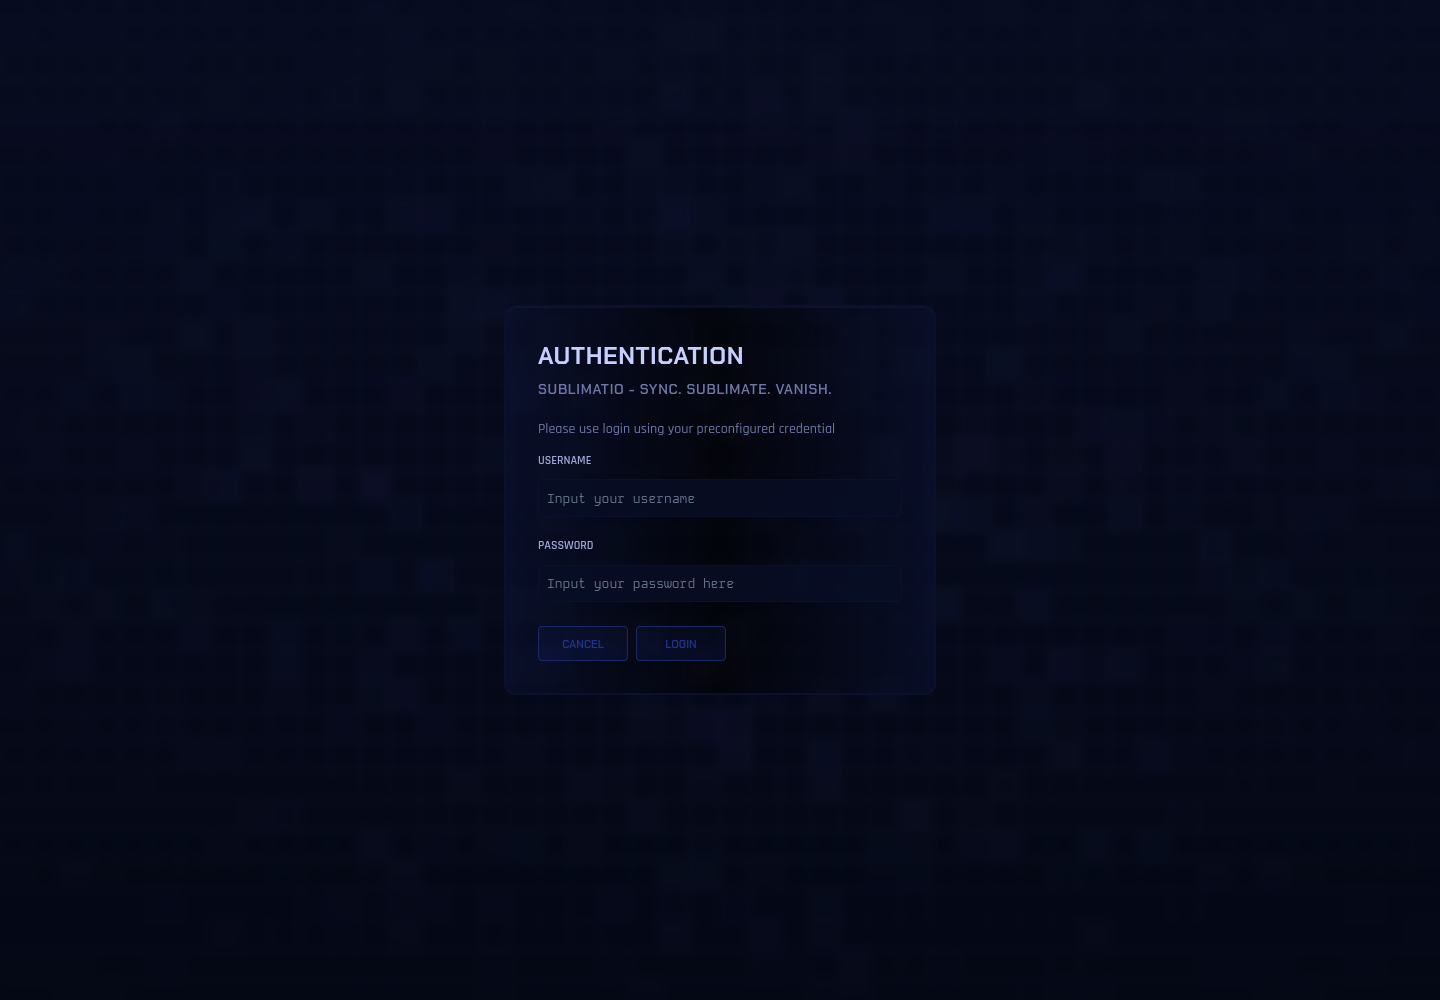 AUTHENTICATION
SUBLIMATIO - SYNC. SUBLIMATE. VANISH.
Please use login using your preconfigured credential
USERNAME
Input your username
PASSWORD
Input your password here
CANCEL LOGIN